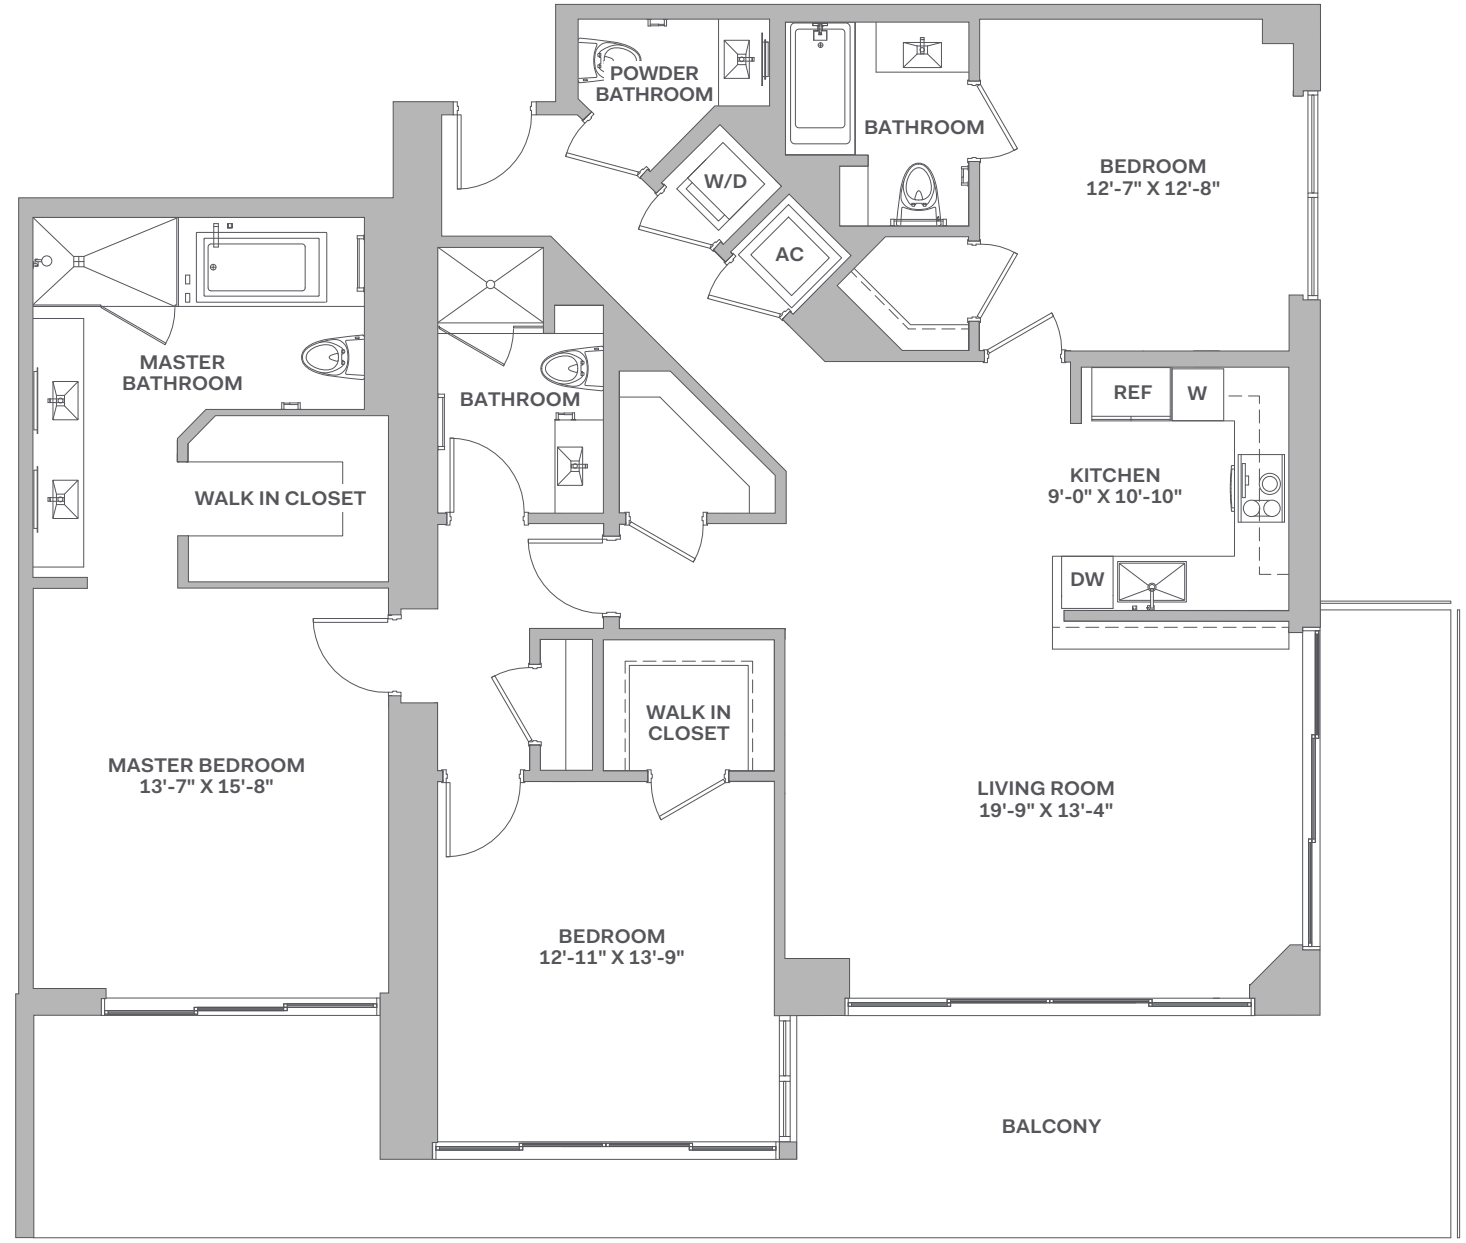 POWDER
BATHROOM
BATHROOM
BEDROOM
12'-7" X 12'-8"
W/D
AC
MASTER
BATHROOM
BATHROOM
REF
W
KITCHEN
9'-0" X 10'-10"
WALK IN CLOSET
DW
WALK IN
CLOSET
MASTER BEDROOM
13'-7" X 15'-8"
LIVING ROOM
19'-9" X 13'-4"
BEDROOM
12'-11" X 13'-9"
BALCONY